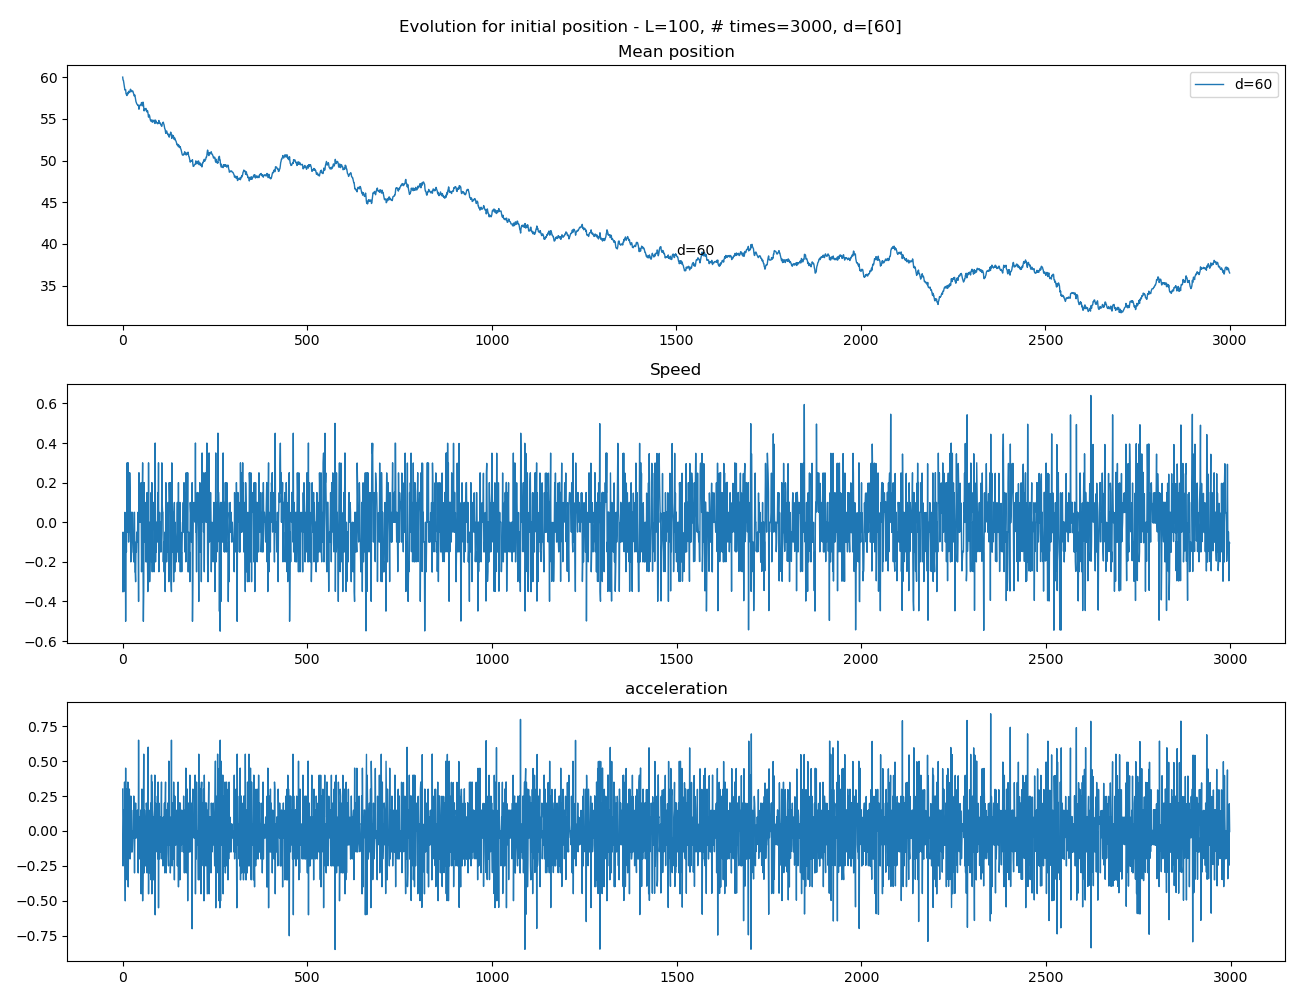 Evolution for initial position - L=100, # times=3000, d=[60]
Mean position
60
55
50
45
40
35
d=60
d=60
0 500 1000 1500 2000 2500 3000
Speed
0.6
0.4
0.2
0.0
−0.2
−0.4
−0.6
0 500 1000 1500 2000 2500 3000
acceleration
0.75
0.50
0.25
0.00
−0.25
−0.50
−0.75
0 500 1000 1500 2000 2500 3000